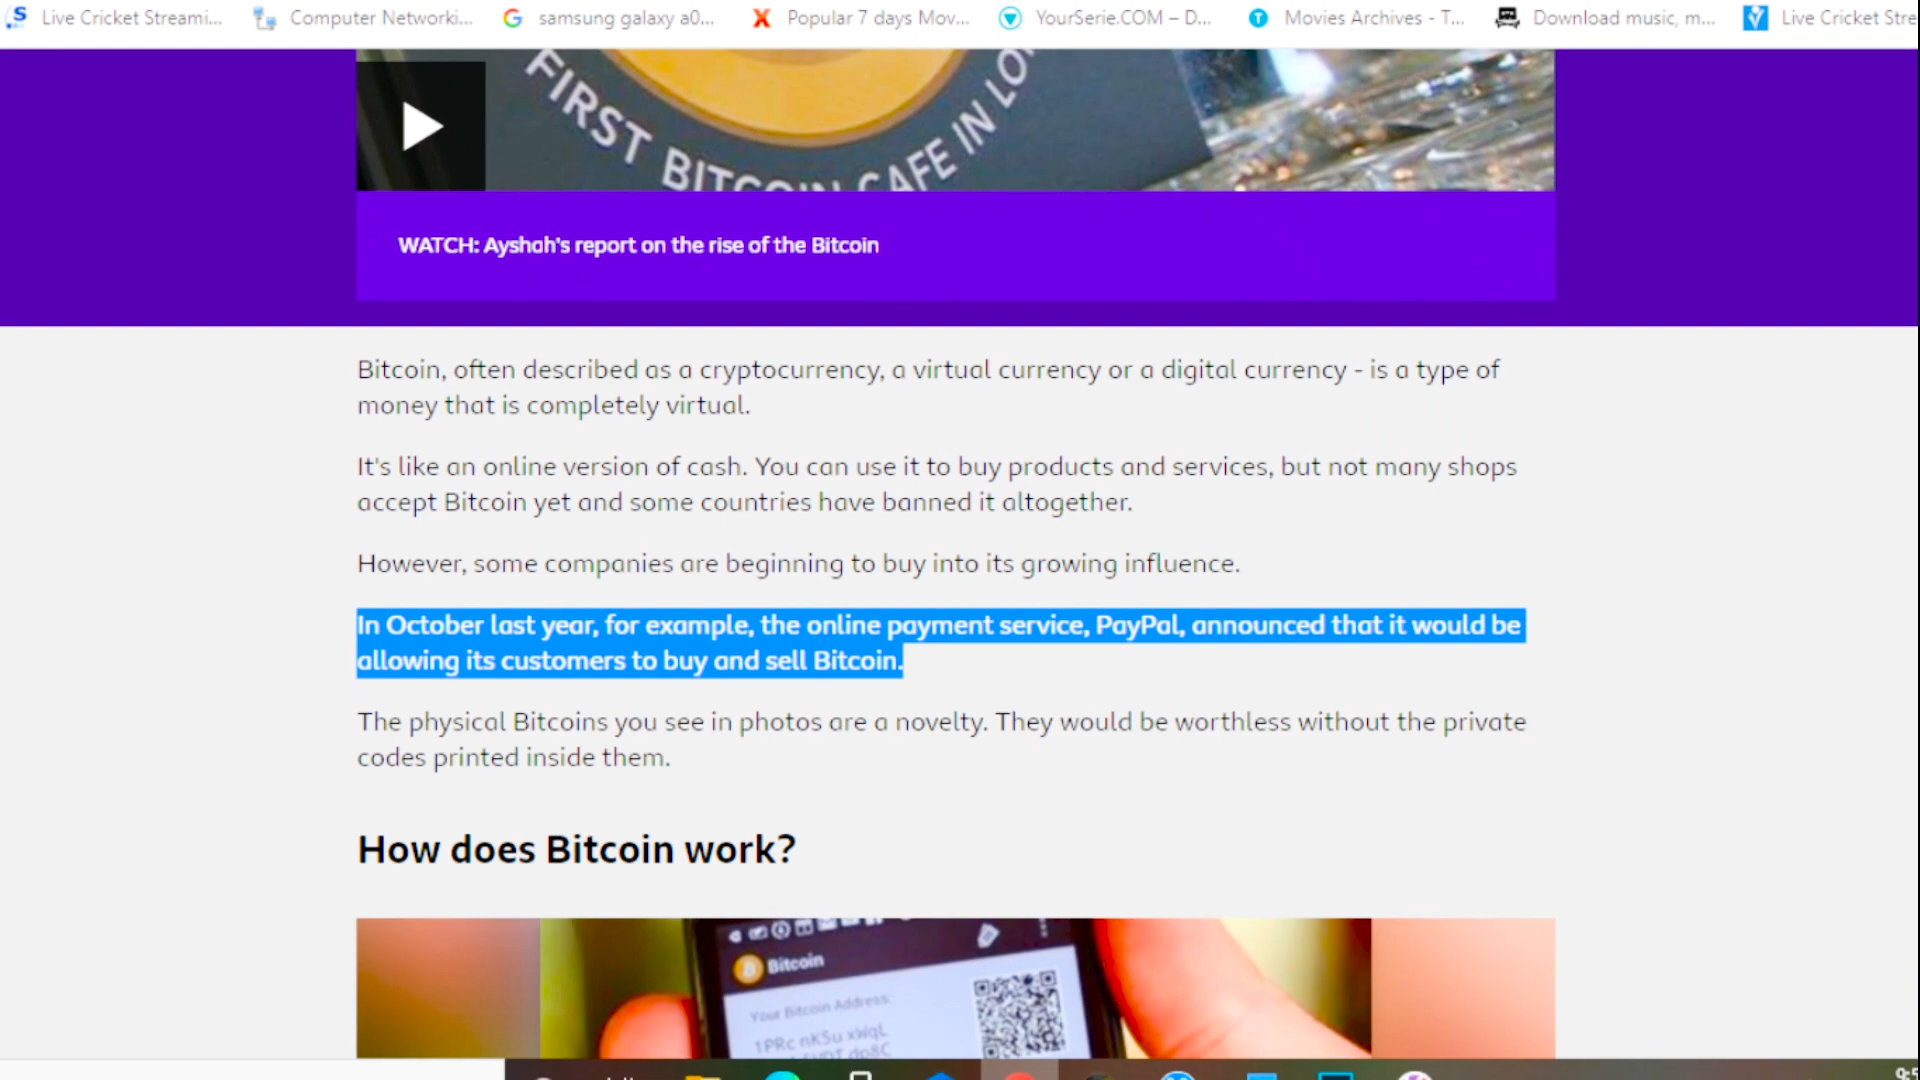 Live Cricket Streami... Computer Networki... samsung galaxy a0... Popular 7 days Mov... YourSerie.COM – D... Movies Archives - T... Download music, m... Live Cricket Stre
FIRST BITCOIN CAFE IN LO
WATCH: Ayshah's report on the rise of the Bitcoin
Bitcoin, often described as a cryptocurrency, a virtual currency or a digital currency - is a type of
money that is completely virtual.
It's like an online version of cash. You can use it to buy products and services, but not many shops
accept Bitcoin yet and some countries have banned it altogether.
However, some companies are beginning to buy into its growing influence.
In October last year, for example, the online payment service, PayPal, announced that it would be
allowing its customers to buy and sell Bitcoin.
The physical Bitcoins you see in photos are a novelty. They would be worthless without the private
codes printed inside them.
How does Bitcoin work?
Bitcoin
Your Bitcoin Address:
1PRc nK5u xWqL
dp8C
9:5